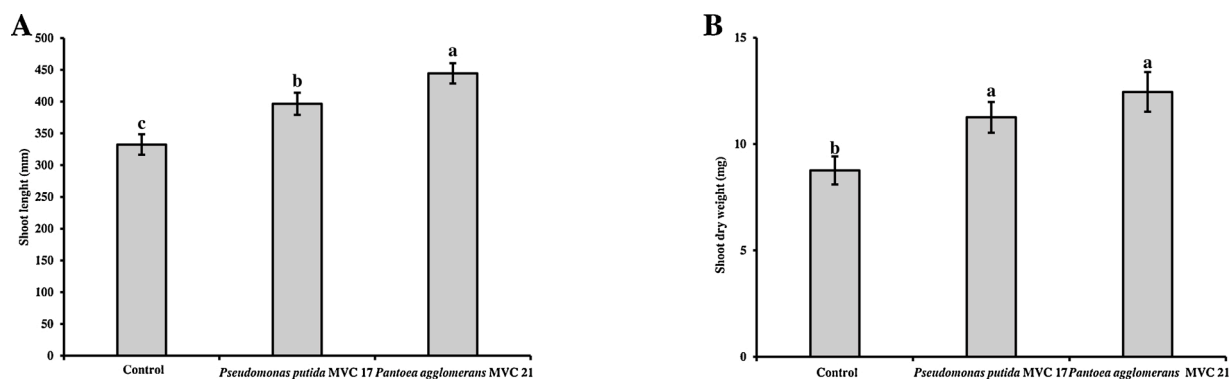 A
Shoot lenght (mm)
500
450
400
350
300
250
200
150
100
50
0
c
b
a
Control
Pseudomonas putida MVC 17
Pantoea agglomerans MVC 21
B
Shoot dry weight (mg)
15
10
5
0
b
a
a
Control
Pseudomonas putida MVC 17
Pantoea agglomerans MVC 21